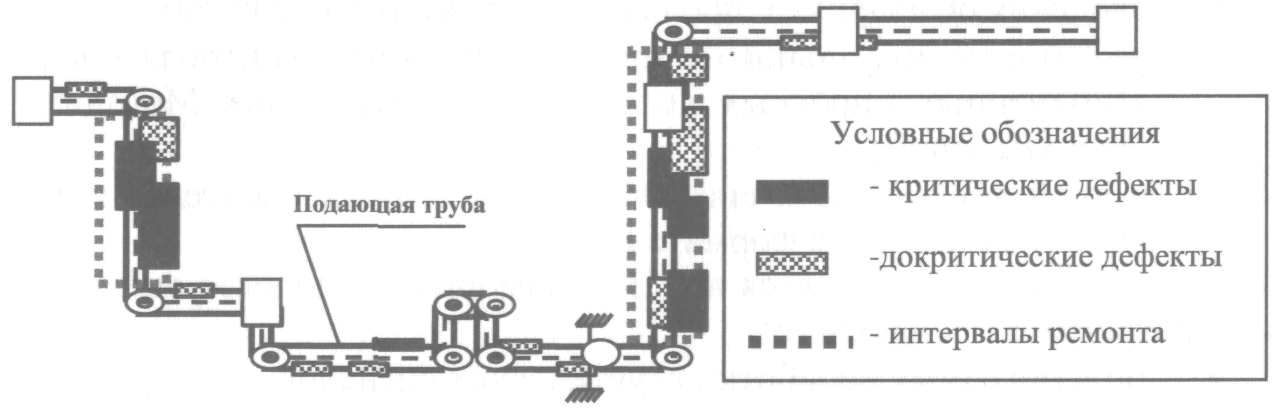 Условные обозначения
- критические дефекты
Подающая труба
-докритические дефекты
- интервалы ремонта